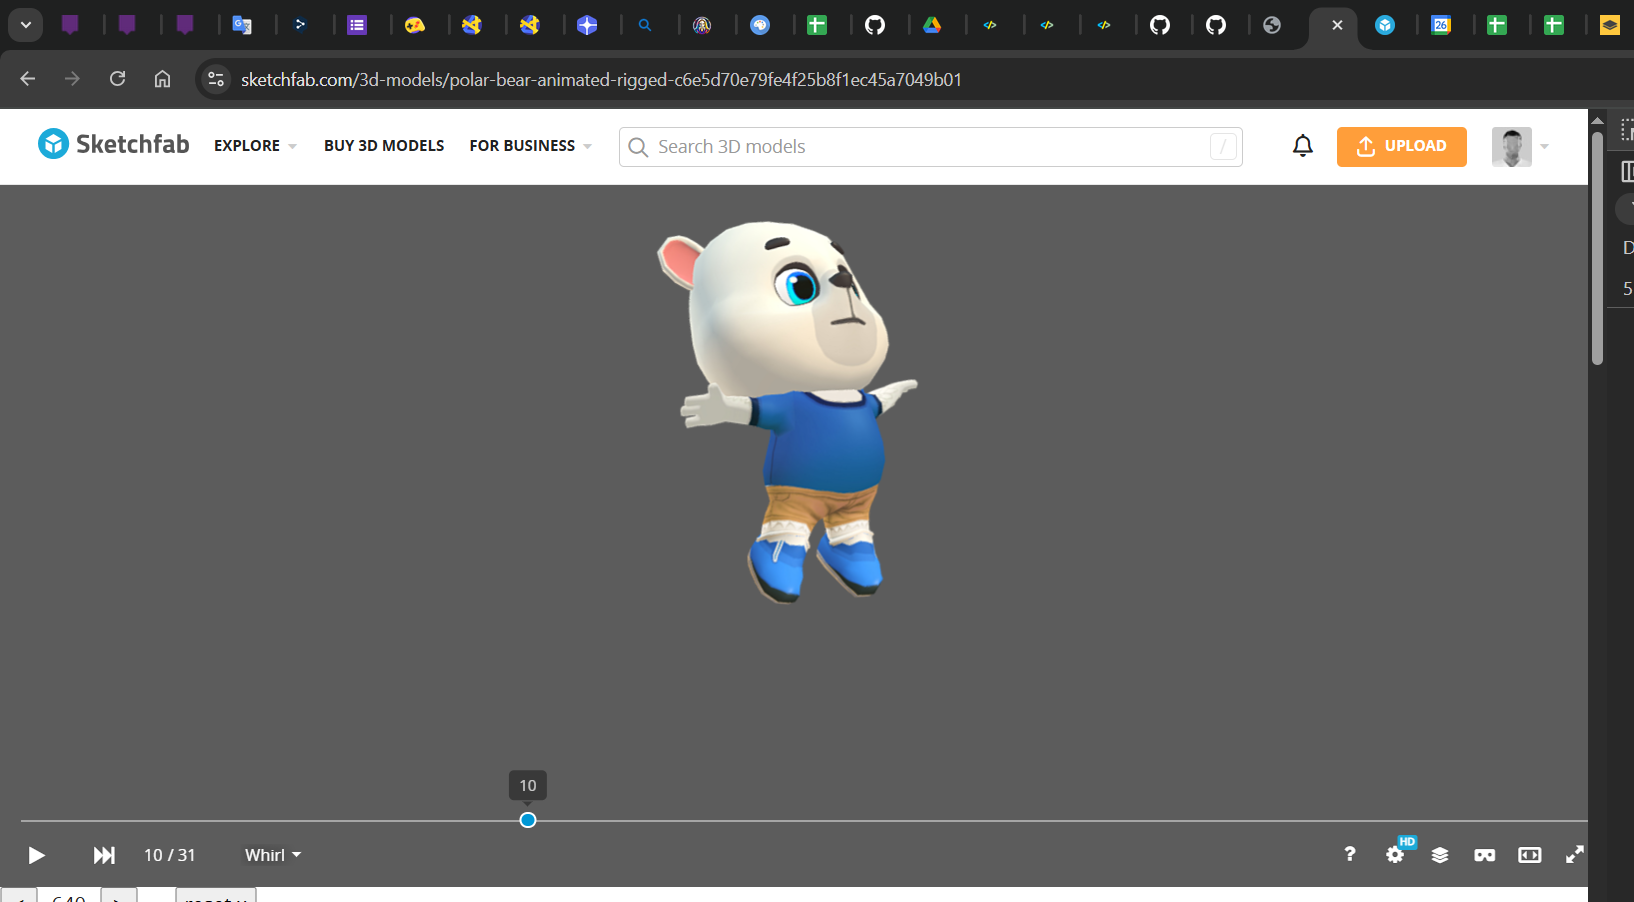 sketchfab.com/3d-models/polar-bear-animated-rigged-c6e5d70e79fe4f25b8f1ec45a7049b01
Sketchfab
EXPLORE
BUY 3D MODELS
FOR BUSINESS
Search 3D models
/
UPLOAD
26
D
5
10
10 / 31
Whirl
?
HD